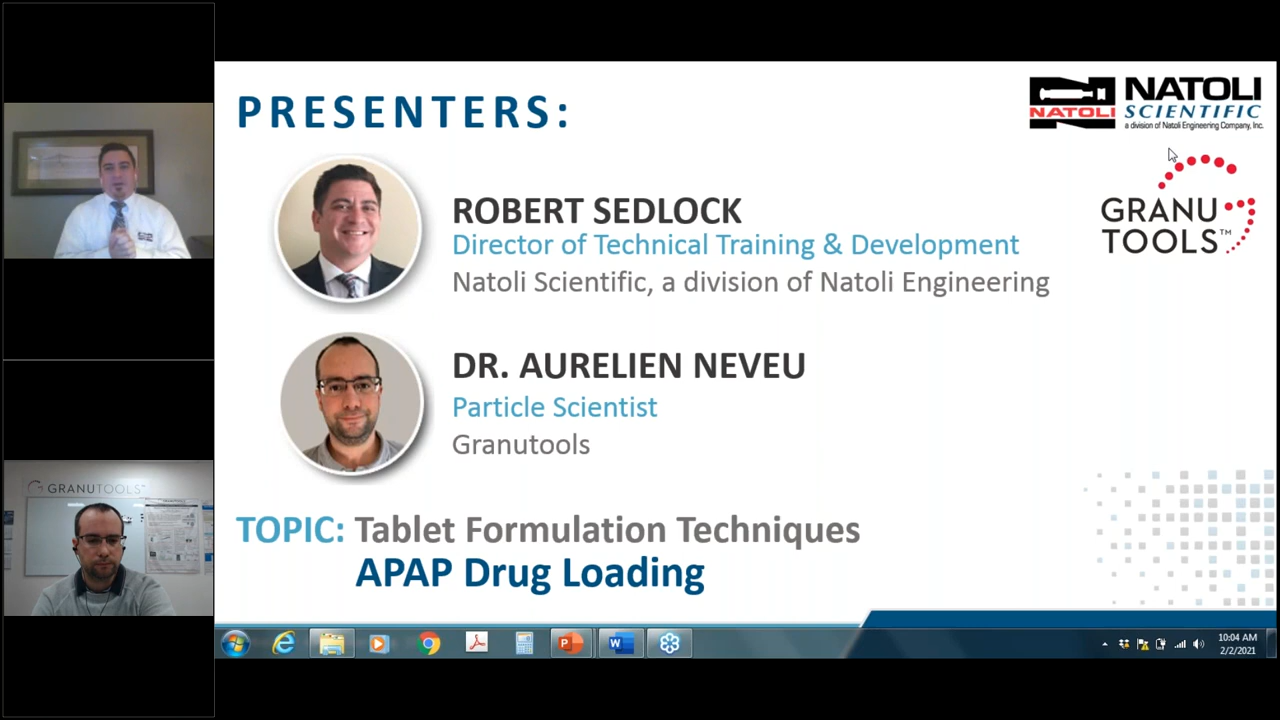 PRESENTERS:
NATOLI
NATOLI
SCIENTIFIC
a division of Natoli Engineering Company, Inc.
GRANU
TOOLS™
ROBERT SEDLOCK
Director of Technical Training & Development
Natoli Scientific, a division of Natoli Engineering
DR. AURELIEN NEVEU
Particle Scientist
Granutools
GRANUTOOLS™
TOPIC: Tablet Formulation Techniques
APAP Drug Loading
10:04 AM
2/2/2021